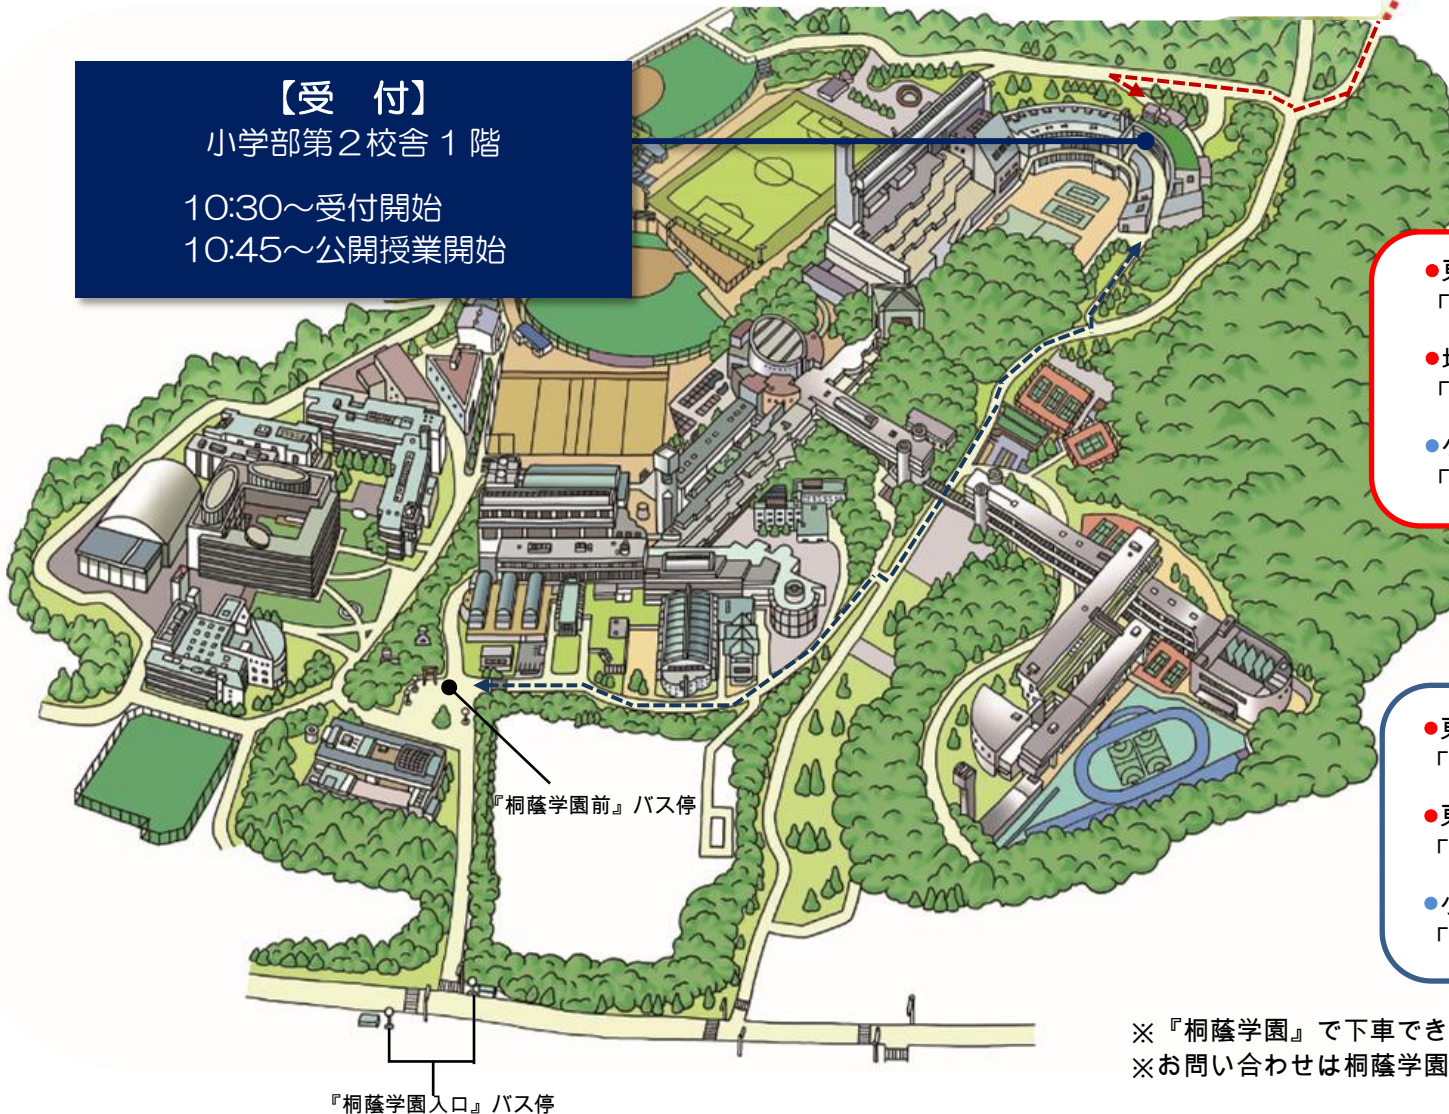 【受　付】
小学部第２校舎 1 階
10:30～受付開始
10:45～公開授業開始
『桐蔭学園前』バス停
『桐蔭学園入口』バス停
※『桐蔭学園』で下車でき
※お問い合わせは桐蔭学園